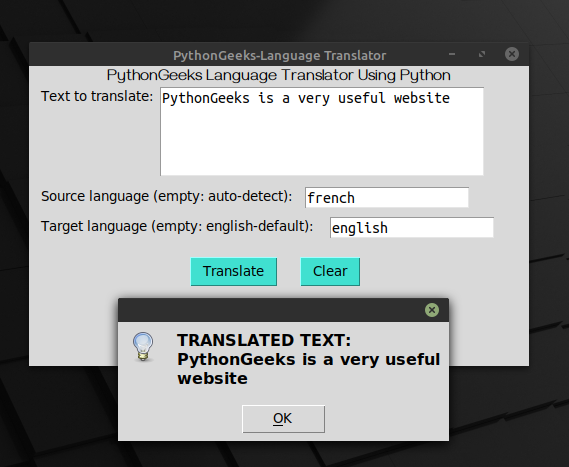 PythonGeeks-Language Translator
PythonGeeks Language Translator Using Python
Text to translate:
PythonGeeks is a very useful website
Source language (empty: auto-detect):
french
Target language (empty: english-default):
english
Translate
Clear
TRANSLATED TEXT:
PythonGeeks is a very useful
website
OK